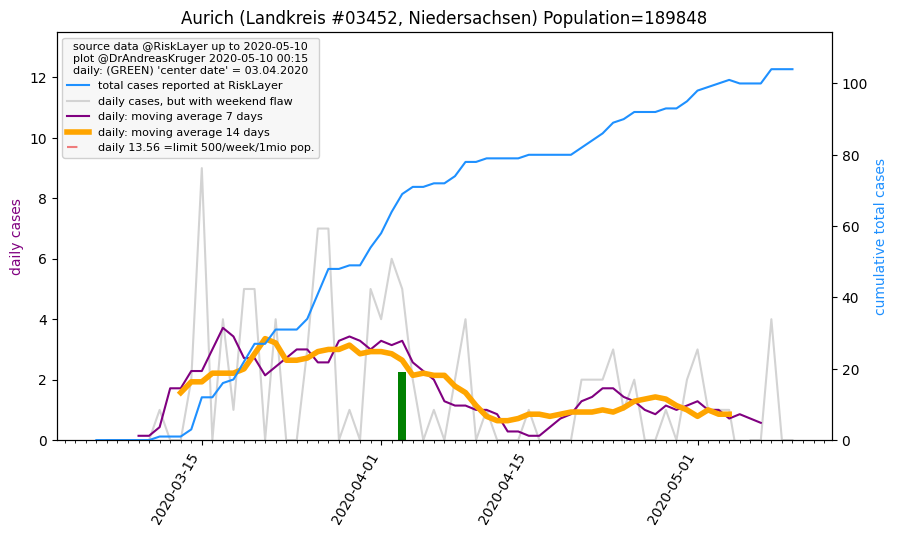 Aurich (Landkreis #03452, Niedersachsen) Population=189848
source data @RiskLayer up to 2020-05-10
plot @DrAndreasKruger 2020-05-10 00:15
daily: (GREEN) 'center date' = 03.04.2020
total cases reported at RiskLayer
daily cases, but with weekend flaw
daily: moving average 7 days
daily: moving average 14 days
daily 13.56 =limit 500/week/1mio pop.
daily cases
12
10
8
6
4
2
0
cumulative total cases
100
80
60
40
20
0
2020-03-15
2020-04-01
2020-04-15
2020-05-01